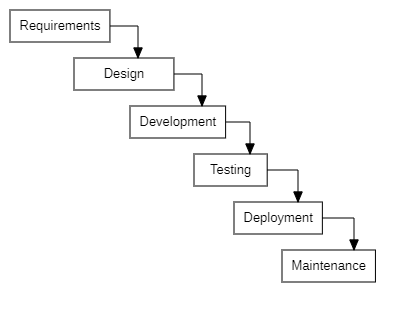 Requirements
Design
Development
Testing
Deployment
Maintenance